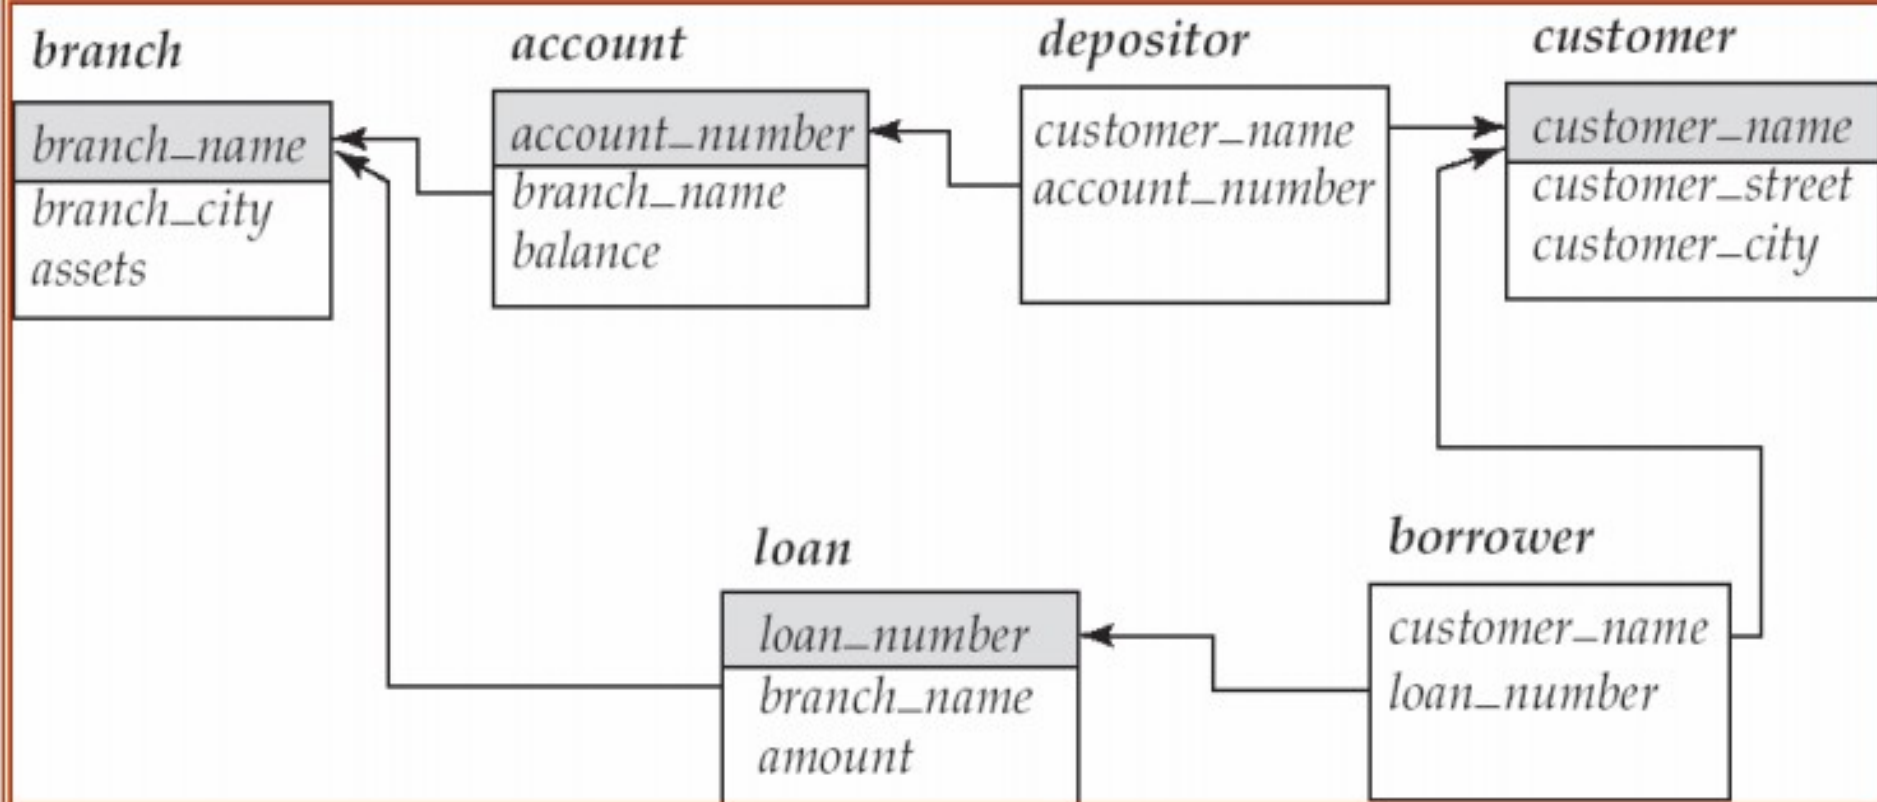 branch
branch_name
branch_city
assets
account
account_number
branch_name
balance
depositor
customer_name
account_number
customer
customer_name
customer_street
customer_city
loan
loan_number
branch_name
amount
borrower
customer_name
loan_number